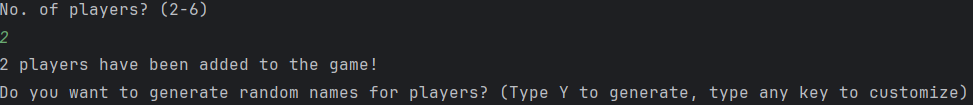 No. of players? (2-6)
2
2 players have been added to the game!
Do you want to generate random names for players? (Type Y to generate, type any key to customize)